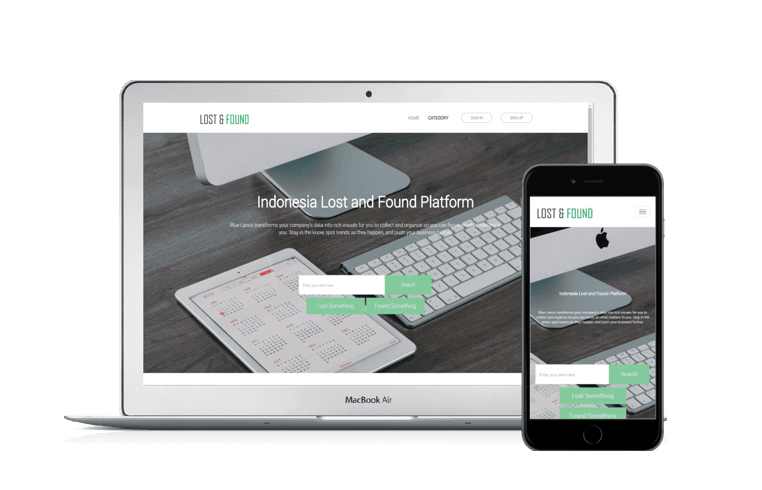 LOST & FOUND
HOME CATEGORY SIGN IN SIGN UP
Indonesia Lost and Found Platform
Blue Lance transforms your company's data into rich visuals for you to collect and organize so you can
you. Stay in the know, spot trends as they happen, and push your business
Enter your item here
Search
Lost Something Found Something
MacBook Air
LOST & FOUND
Indonesia Lost and Found Platform
Blue Lance transforms your company's data into rich visuals for you to
collect and organize so you can focus on what matters to you. Stay in the
know, spot trends as they happen, and push your business further.
Enter your item here
Search
Lost Something
Found Something